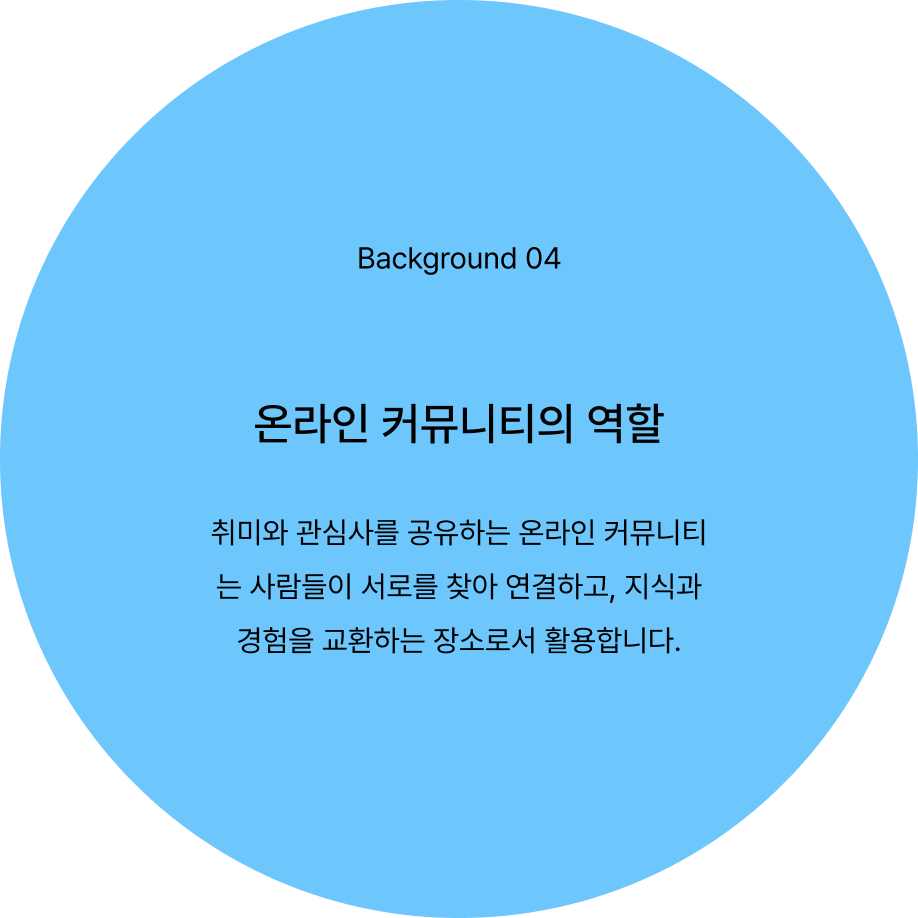 Background 04
온라인 커뮤니티의 역할
취미와 관심사를 공유하는 온라인 커뮤니티
는 사람들이 서로를 찾아 연결하고, 지식과
경험을 교환하는 장소로서 활용합니다.